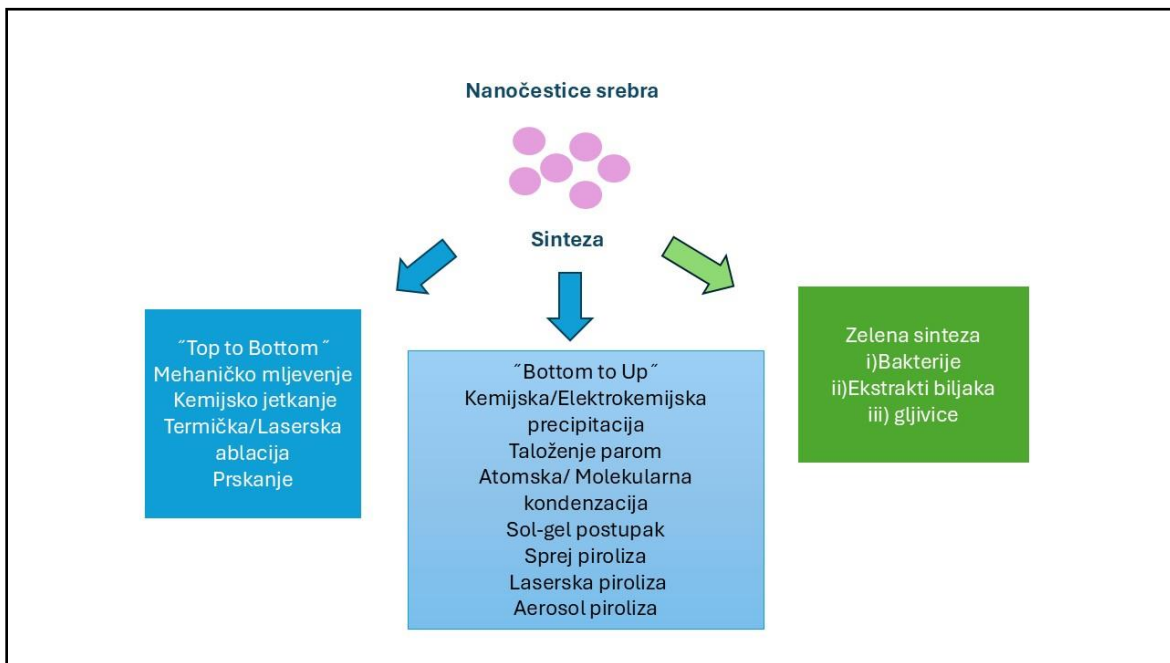 Nanočestice srebra
Sinteza
˝Top to Bottom ˝
Mehaničko mljevenje
Kemijsko jetkanje
Termička/Laserska
ablacija
Prskanje
˝Bottom to Up˝
Kemijska/Elektrokemijska
precipitacija
Taloženje parom
Atomska/ Molekularna
kondenzacija
Sol-gel postupak
Sprej piroliza
Laserska piroliza
Aerosol piroliza
Zelena sinteza
i)Bakterije
ii)Ekstrakti biljaka
iii) gljivice